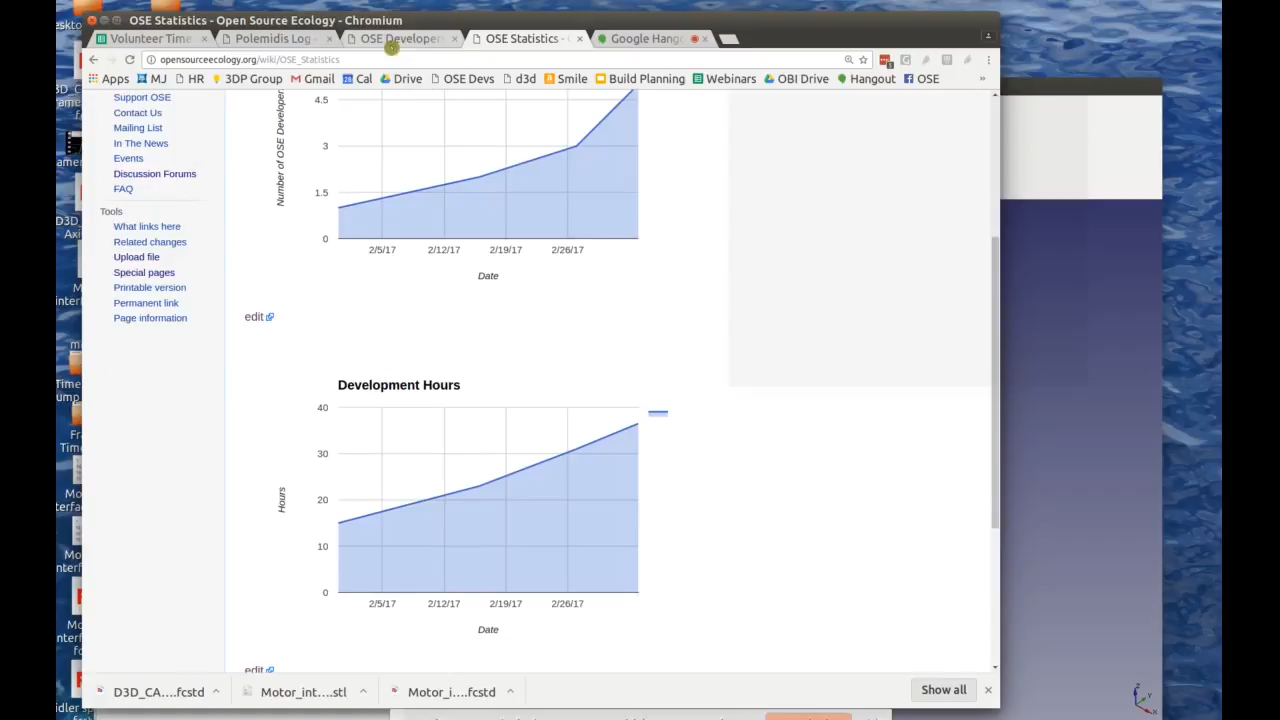 OSE Statistics - Open Source Ecology - Chromium
Volunteer Time
Polemidis Log -
OSE Developer
OSE Statistics -
Google Hang
opensourceecology.org/wiki/OSE_Statistics
Apps MJ HR 3DP Group Gmail Cal Drive OSE Devs d3d Smile Build Planning Webinars OBI Drive Hangout OSE »
Support OSE
Contact Us
Mailing List
In The News
Events
Discussion Forums
FAQ
Tools
What links here
Related changes
Upload file
Special pages
Printable version
Permanent link
Page information
Number of OSE Developer
4.5
3
1.5
0
2/5/17 2/12/17 2/19/17 2/26/17
Date
edit
Development Hours
Hours
40
30
20
10
0
2/5/17 2/12/17 2/19/17 2/26/17
Date
edit
D3D_CA....fcstd
Motor_int....stl
Motor_i....fcstd
Show all